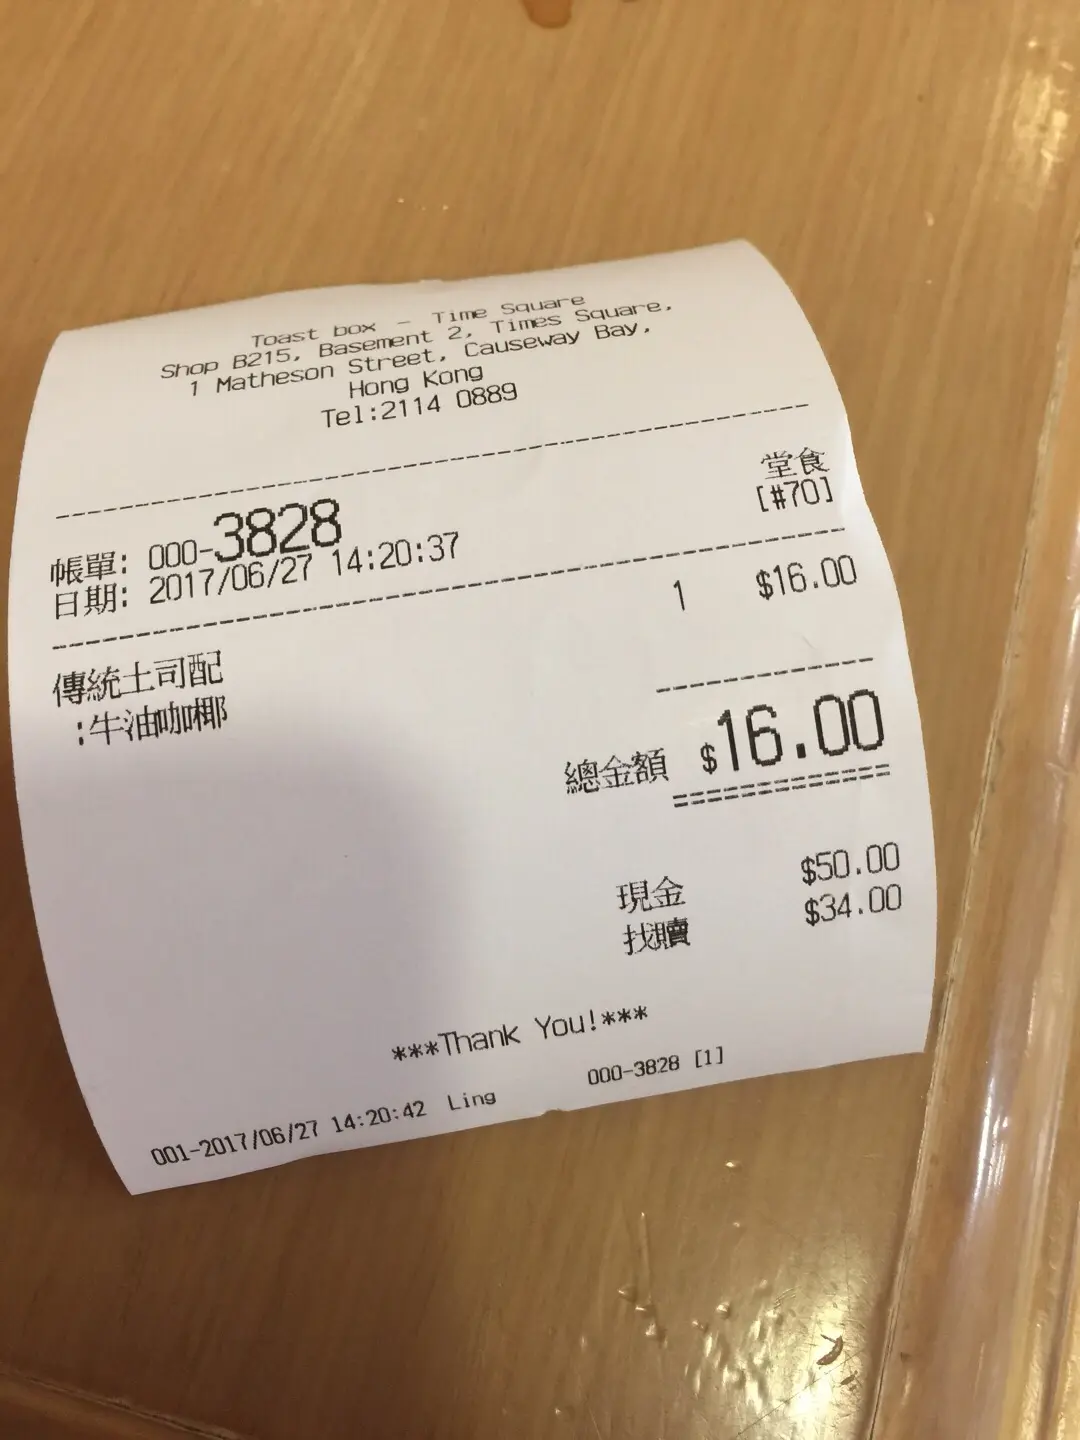 Toast box - Time Square
Shop B215, Basement 2, Times Square,
1 Matheson Street, Causeway Bay,
Hong Kong
Tel:2114 0889
堂食
帳單: 000-3828 [#70]
日期: 2017/06/27 14:20:37
傳統土司配 1 $16.00
:牛油咖椰
總金額 $16.00
現金 $50.00
找贖 $34.00
***Thank You!***
001-2017/06/27 14:20:42 Ling 000-3828 [1]